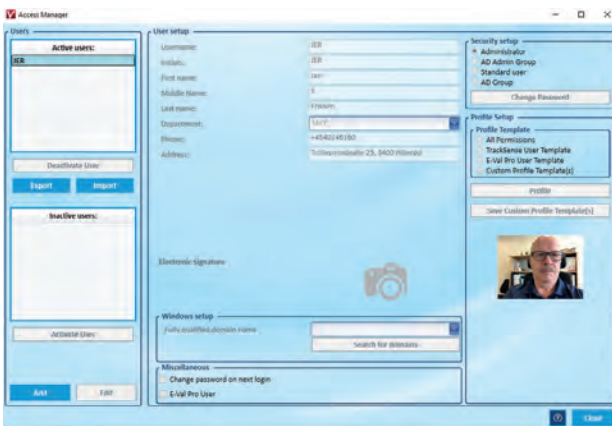 Access Manager
Users
Active users:
JER
Deactivate User
Export
Import
Inactive users:
Activate User
Add
Edit
User setup
Username:
JER
Initials:
JER
First name:
Middle Name:
Last name:
Department:
Phone:
Address:
Electronic signature
Windows setup
Fully qualified domain name
Search for domains
Miscellaneous
Change password on next login
E-Val Pro User
Security setup
Administrator
AD Admin Group
Standard user
AD Group
Change Password
Profile Setup
Profile Template
All Permissions
TrackSense User Template
E-Val Pro User Template
Custom Profile Template(s)
Profile
Save Custom Profile Template(s)
Close